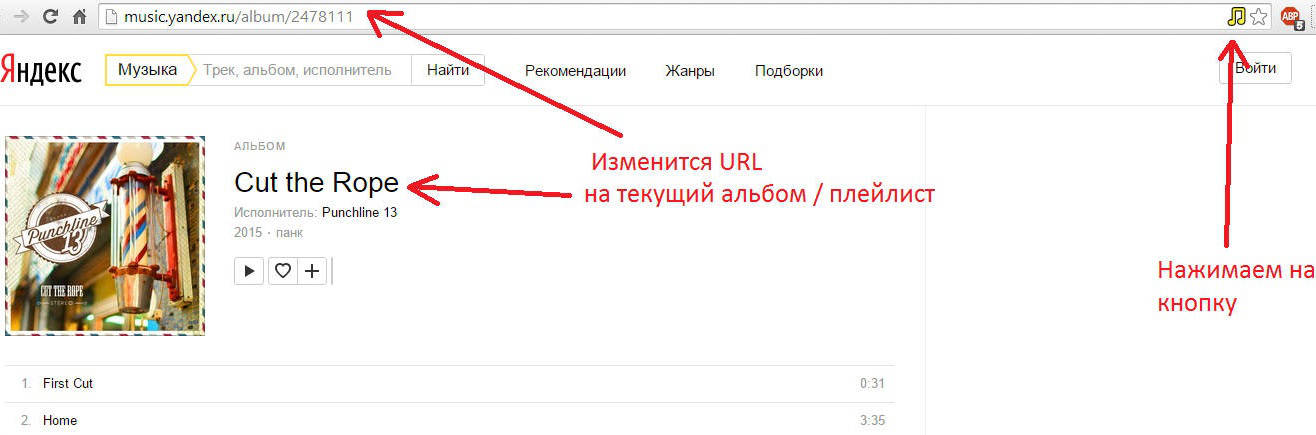 music.yandex.ru/album/2478111
ABP
5
Яндекс
Музыка
Трек, альбом, исполнитель
Найти
Рекомендации
Жанры
Подборки
Войти
АЛЬБОМ
Cut the Rope
Исполнитель: Punchline 13
2015 · панк
Punchline
13
CUT THE ROPE
STEREO
Изменится URL
на текущий альбом / плейлист
Нажимаем на
кнопку
1. First Cut 0:31
2. Home 3:35